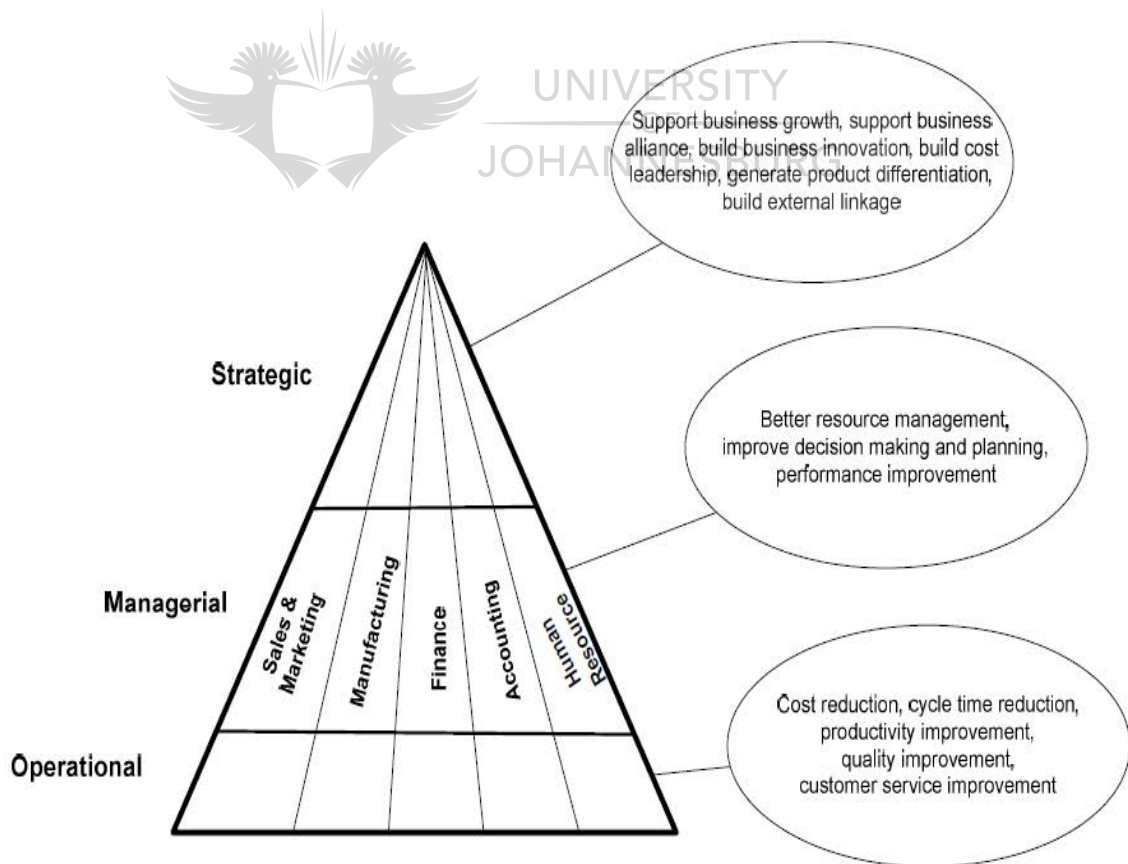 UNIVERSITY
OF
JOHANNESBURG
Support business growth, support business
alliance, build business innovation, build cost
leadership, generate product differentiation,
build external linkage
Strategic
Better resource management,
improve decision making and planning,
performance improvement
Managerial
Sales &
Marketing
Manufacturing
Finance
Accounting
Human
Resource
Operational
Cost reduction, cycle time reduction,
productivity improvement,
quality improvement,
customer service improvement